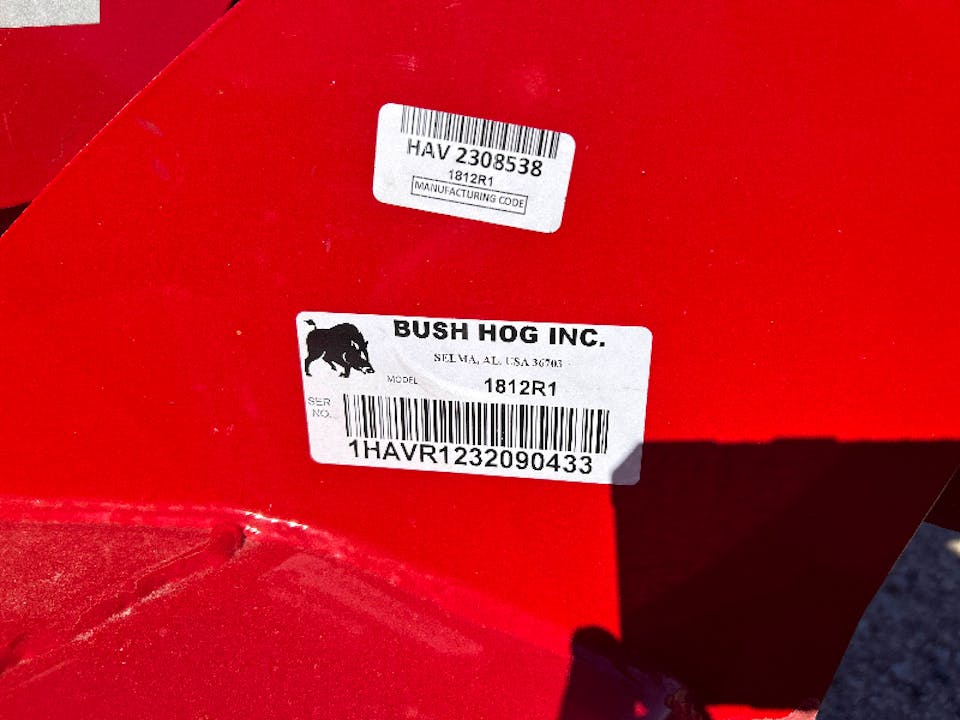 HAV 2308538
1812R1
MANUFACTURING CODE
BUSH HOG INC.
SELMA, AL. USA 36703
MODEL 1812R1
SER.
NO.
1HAVR1232090433